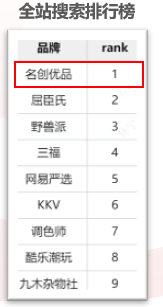 全站搜索排行榜
品牌 rank
名创优品 1
屈臣氏 2
野兽派 3
三福 4
网易严选 5
KKV 6
调色师 7
酷乐潮玩 8
九木杂物社 9